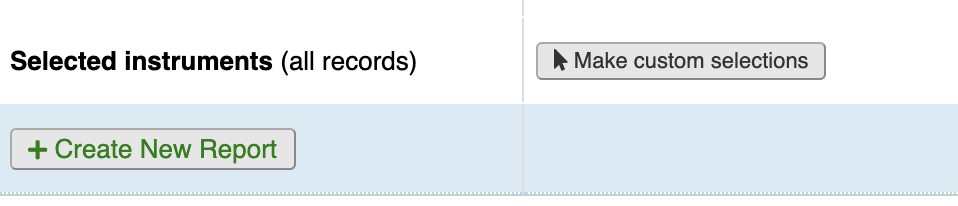 Selected instruments (all records)
Make custom selections
+ Create New Report